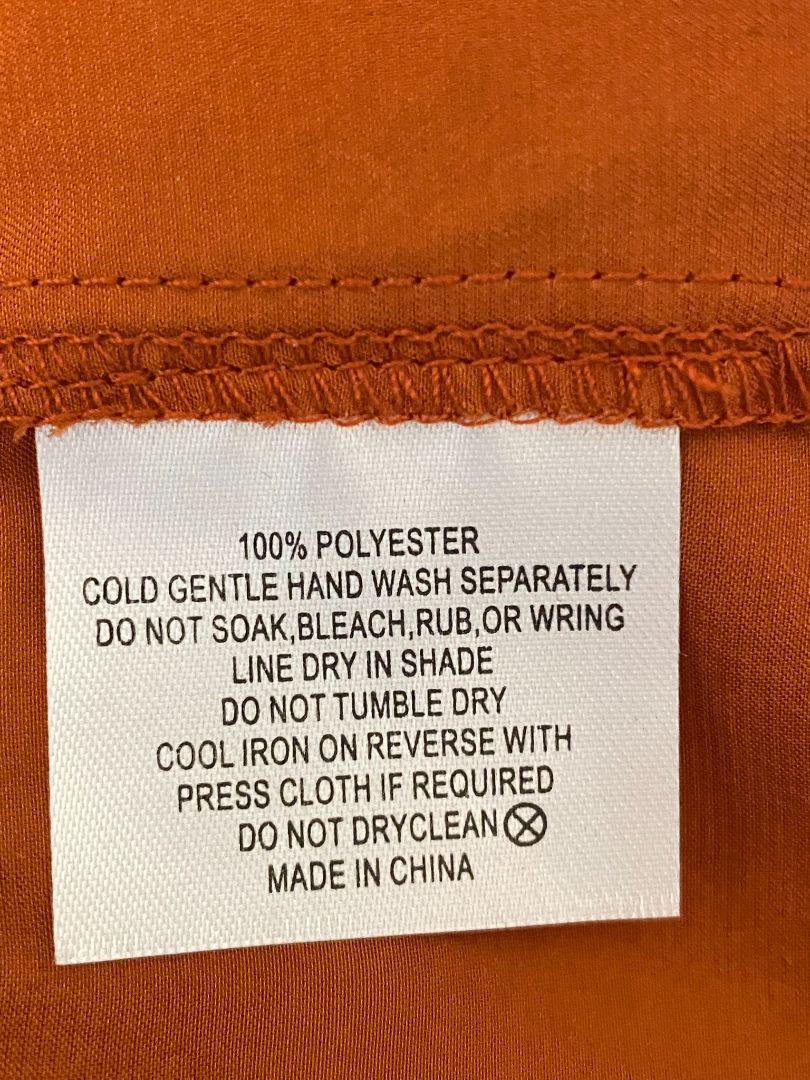 100% POLYESTER
COLD GENTLE HAND WASH SEPARATELY
DO NOT SOAK,BLEACH,RUB,OR WRING
LINE DRY IN SHADE
DO NOT TUMBLE DRY
COOL IRON ON REVERSE WITH
PRESS CLOTH IF REQUIRED
DO NOT DRYCLEAN
MADE IN CHINA